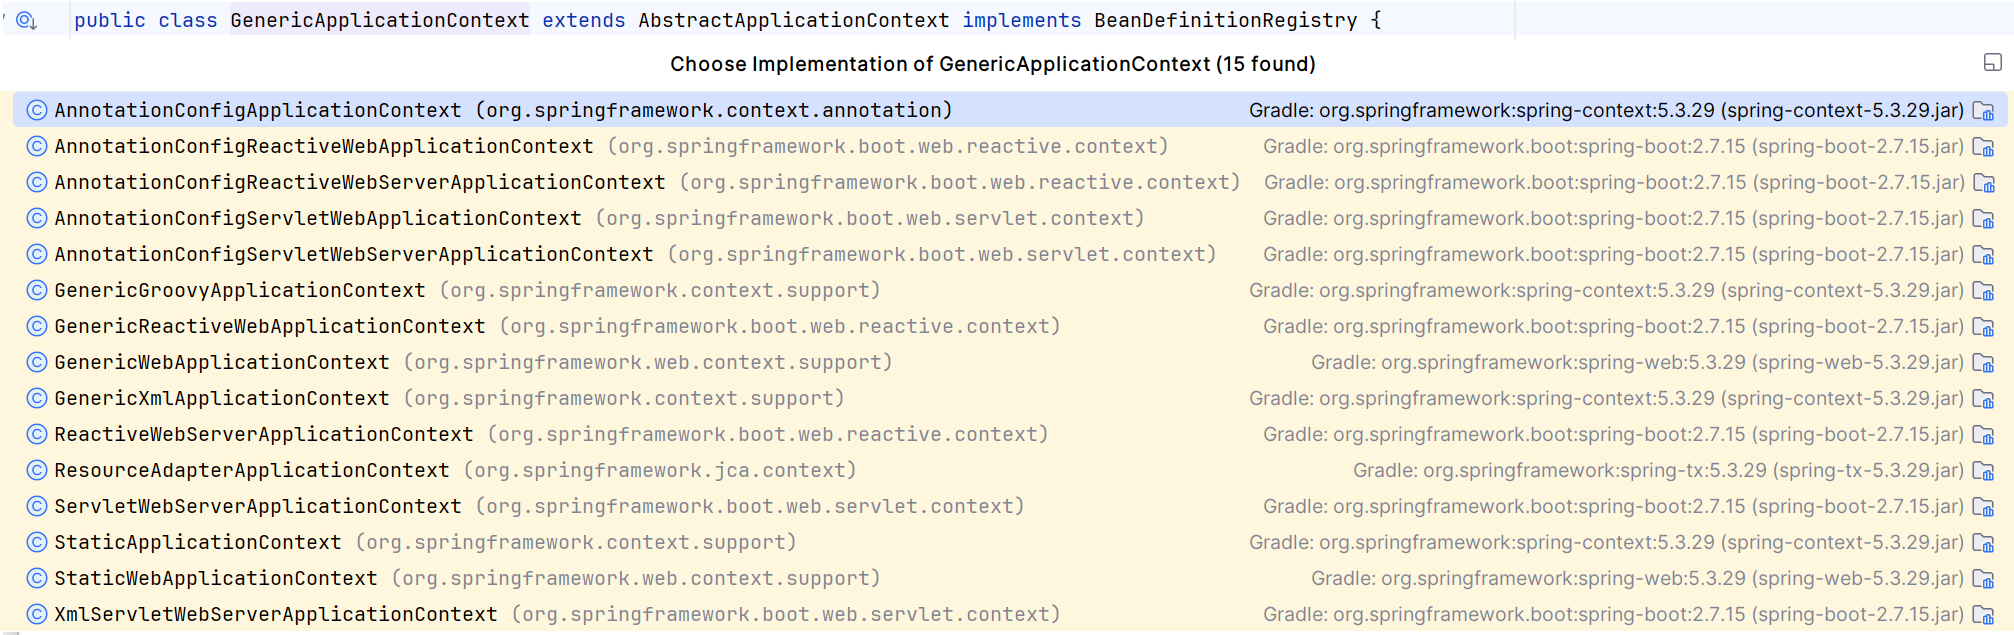 public class GenericApplicationContext extends AbstractApplicationContext implements BeanDefinitionRegistry {
Choose Implementation of GenericApplicationContext (15 found)
AnnotationConfigApplicationContext (org.springframework.context.annotation) Gradle: org.springframework:spring-context:5.3.29 (spring-context-5.3.29.jar)
AnnotationConfigReactiveWebApplicationContext (org.springframework.boot.web.reactive.context) Gradle: org.springframework.boot:spring-boot:2.7.15 (spring-boot-2.7.15.jar)
AnnotationConfigReactiveWebServerApplicationContext (org.springframework.boot.web.reactive.context) Gradle: org.springframework.boot:spring-boot:2.7.15 (spring-boot-2.7.15.jar)
AnnotationConfigServletWebApplicationContext (org.springframework.boot.web.servlet.context) Gradle: org.springframework.boot:spring-boot:2.7.15 (spring-boot-2.7.15.jar)
AnnotationConfigServletWebServerApplicationContext (org.springframework.boot.web.servlet.context) Gradle: org.springframework.boot:spring-boot:2.7.15 (spring-boot-2.7.15.jar)
GenericGroovyApplicationContext (org.springframework.context.support) Gradle: org.springframework:spring-context:5.3.29 (spring-context-5.3.29.jar)
GenericReactiveWebApplicationContext (org.springframework.boot.web.reactive.context) Gradle: org.springframework.boot:spring-boot:2.7.15 (spring-boot-2.7.15.jar)
GenericWebApplicationContext (org.springframework.web.context.support) Gradle: org.springframework:spring-web:5.3.29 (spring-web-5.3.29.jar)
GenericXmlApplicationContext (org.springframework.context.support) Gradle: org.springframework:spring-context:5.3.29 (spring-context-5.3.29.jar)
ReactiveWebServerApplicationContext (org.springframework.boot.web.reactive.context) Gradle: org.springframework.boot:spring-boot:2.7.15 (spring-boot-2.7.15.jar)
ResourceAdapterApplicationContext (org.springframework.jca.context) Gradle: org.springframework:spring-tx:5.3.29 (spring-tx-5.3.29.jar)
ServletWebServerApplicationContext (org.springframework.boot.web.servlet.context) Gradle: org.springframework.boot:spring-boot:2.7.15 (spring-boot-2.7.15.jar)
StaticApplicationContext (org.springframework.context.support) Gradle: org.springframework:spring-context:5.3.29 (spring-context-5.3.29.jar)
StaticWebApplicationContext (org.springframework.web.context.support) Gradle: org.springframework:spring-web:5.3.29 (spring-web-5.3.29.jar)
XmlServletWebServerApplicationContext (org.springframework.boot.web.servlet.context) Gradle: org.springframework.boot:spring-boot:2.7.15 (spring-boot-2.7.15.jar)